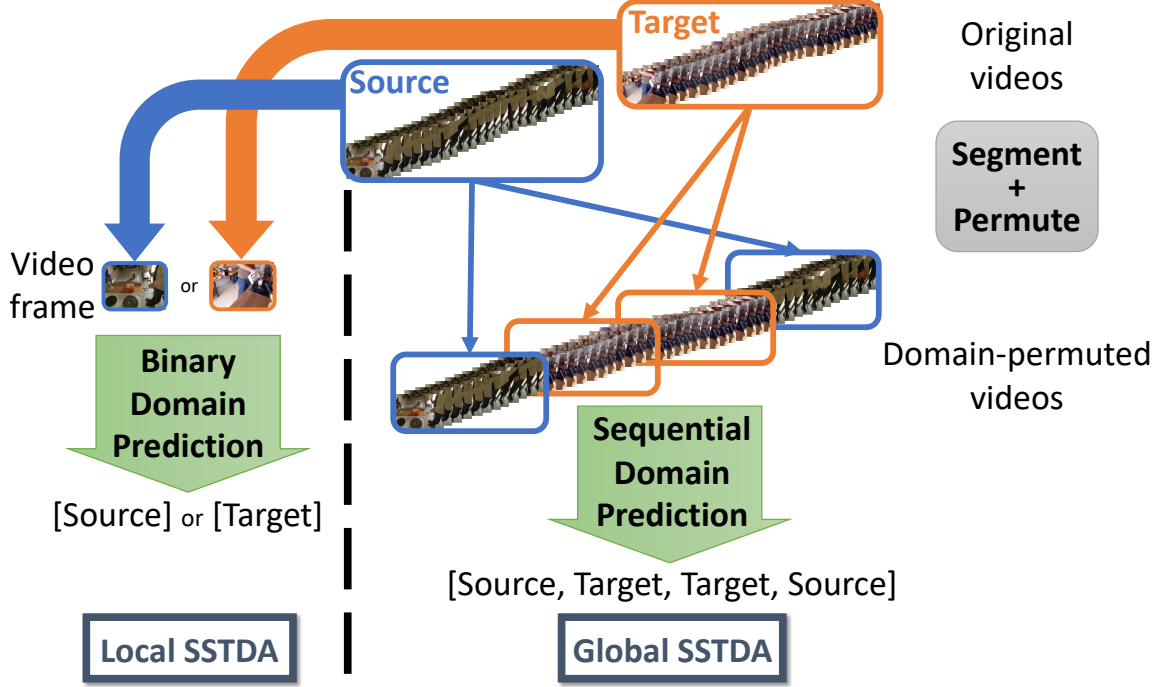 Target
Source
Original
videos
Segment
+
Permute
Video
frame
or
Domain-permuted
videos
Binary
Domain
Prediction
Sequential
Domain
Prediction
[Source] or [Target]
[Source, Target, Target, Source]
Local SSTDA
Global SSTDA